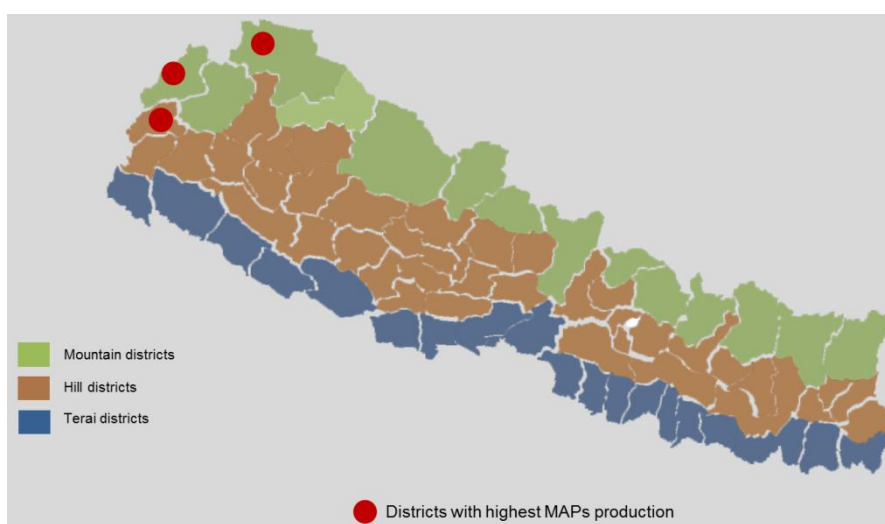 Mountain districts
Hill districts
Terai districts
Districts with highest MAPs production